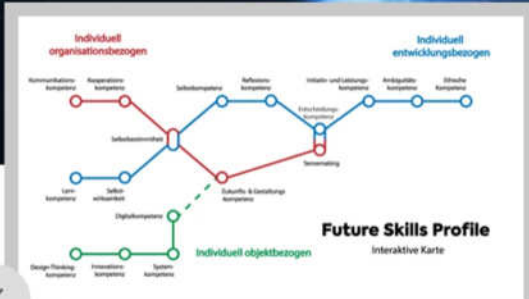 Individuell
organisationsbezogen
Individuell
entwicklungsbezogen
Kommunikations-
kompetenz
Kooperations-
kompetenz
Selbstkompetenz
Reflexions-
kompetenz
Initiativ- und Leistungs-
kompetenz
Ambiguitäts-
kompetenz
Ethische
Kompetenz
Entscheidungs-
kompetenz
Selbstbestimmtheit
Sensemaking
Lern-
kompetenz
Selbst-
wirksamkeit
Zukunfts- & Gestaltungs
kompetenz
Digitalkompetenz
Future Skills Profile
Interaktive Karte
Individuell objektbezogen
Design-Thinking-
kompetenz
Innovations-
kompetenz
System-
kompetenz